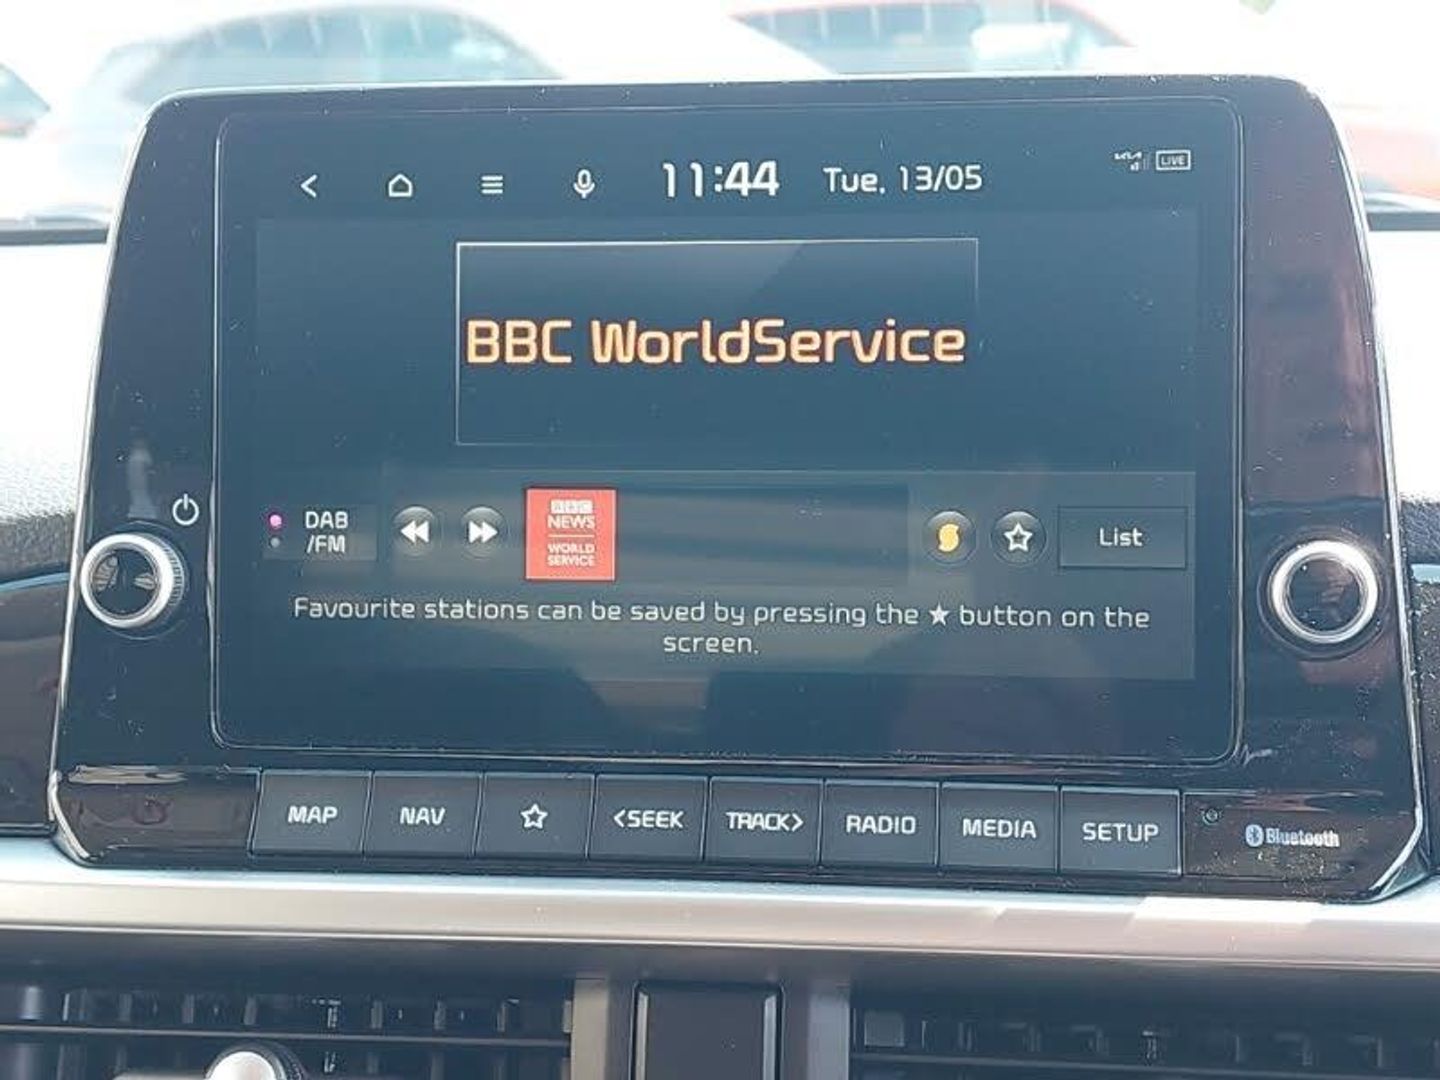 11:44 Tue. 13/05
KIA LIVE
BBC WorldService
DAB
/FM
BBC
NEWS
WORLD
SERVICE
List
Favourite stations can be saved by pressing the ★ button on the
screen.
MAP NAV ☆ <SEEK TRACK> RADIO MEDIA SETUP
Bluetooth